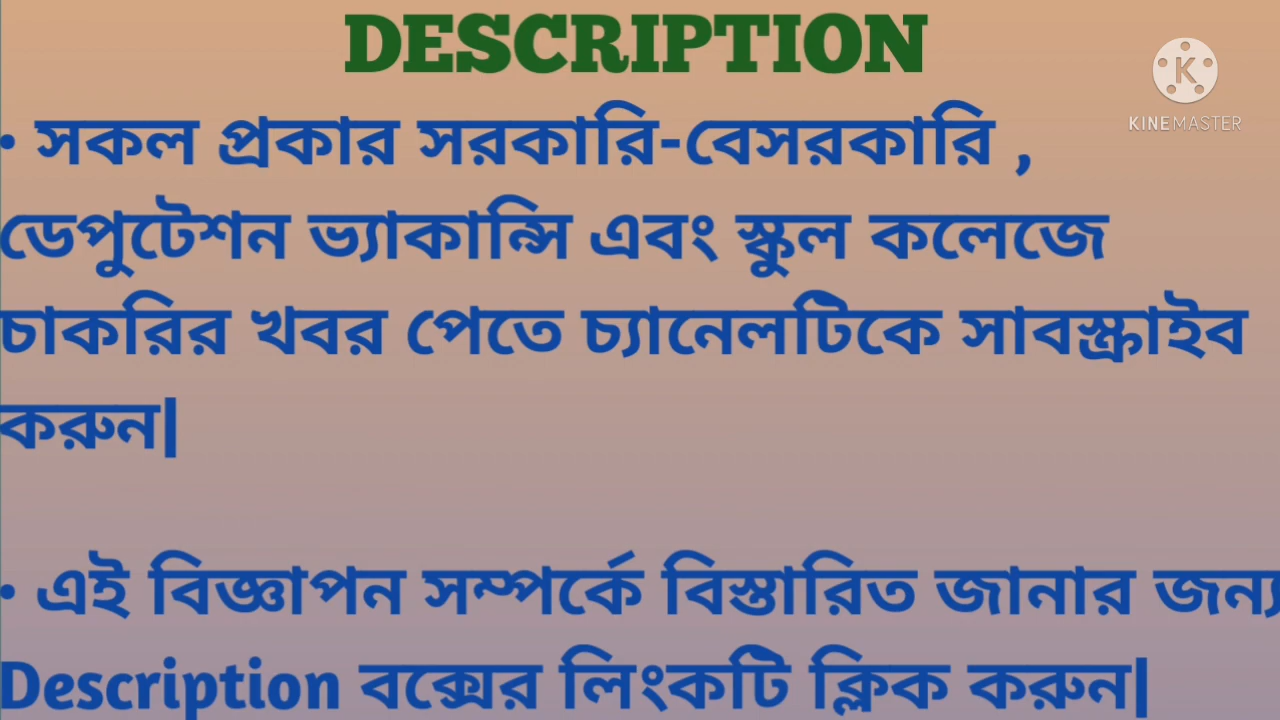 DESCRIPTION
KINEMASTER
• সকল প্রকার সরকারি-বেসরকারি ,
ডেপুটেশন ভ্যাকান্সি এবং স্কুল কলেজে
চাকরির খবর পেতে চ্যানেলটিকে সাবস্ক্রাইব
করুন|
• এই বিজ্ঞাপন সম্পর্কে বিস্তারিত জানার জন্য
Description বক্সের লিংকটি ক্লিক করুন|